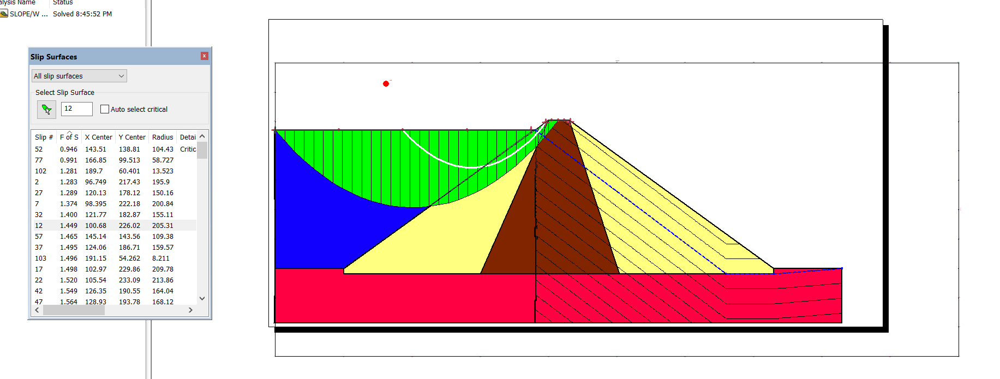 alysis Name Status
SLOPE/W ... Solved 8:45:52 PM
Slip Surfaces
All slip surfaces
Select Slip Surface
12 Auto select critical
Slip # F of S X Center Y Center Radius Detai
52 0.946 143.51 138.81 104.43 Critic
77 0.991 166.85 99.513 58.727
102 1.281 189.7 60.401 13.523
2 1.283 96.749 217.43 195.9
27 1.289 120.13 178.12 150.16
7 1.374 98.395 222.18 200.84
32 1.400 121.77 182.87 155.11
12 1.449 100.68 226.02 205.31
57 1.465 145.14 143.56 109.38
37 1.495 124.06 186.71 159.57
103 1.496 191.15 54.262 8.211
17 1.498 102.97 229.86 209.78
22 1.520 105.54 233.09 213.86
42 1.549 126.35 190.55 164.04
47 1.564 128.93 193.78 168.12